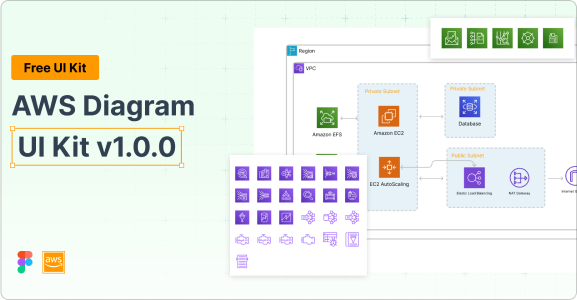 Free UI Kit
AWS Diagram
UI Kit v1.0.0
aws
Region
VPC
Private Subnet
Private Subnet
Amazon EFS
Amazon EC2
Database
EC2 AutoScaling
Public Subnet
Elastic Load Balancing
NAT Gateway
Internet